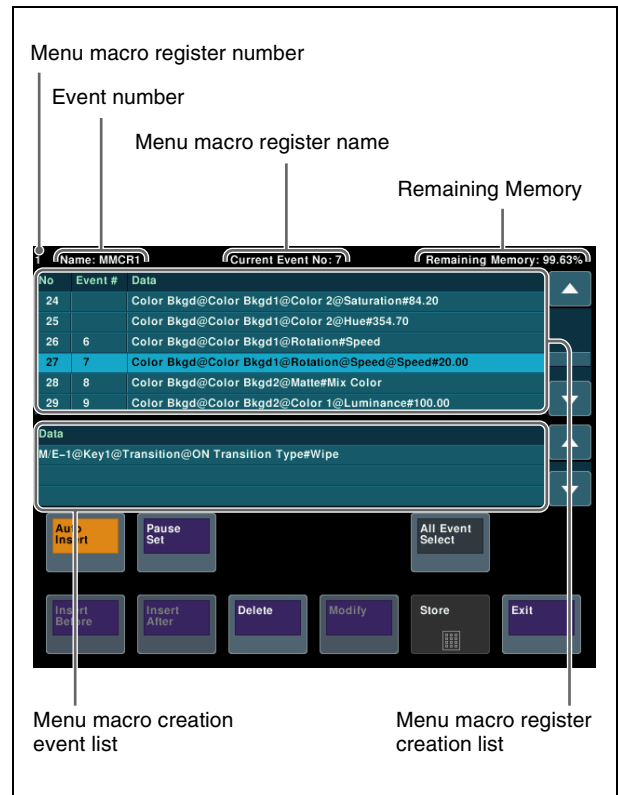 Menu macro register number
Event number
Menu macro register name
Remaining Memory
1 Name: MMCR1 Current Event No: 7 Remaining Memory: 99.63%
No Event # Data
24 Color Bkgd@Color Bkgd1@Color 2@Saturation#84.20
25 Color Bkgd@Color Bkgd1@Color 2@Hue#354.70
26 6 Color Bkgd@Color Bkgd1@Rotation#Speed
27 7 Color Bkgd@Color Bkgd1@Rotation@Speed@Speed#20.00
28 8 Color Bkgd@Color Bkgd2@Matte#Mix Color
29 9 Color Bkgd@Color Bkgd2@Color 1@Luminance#100.00
Data
M/E-1@Key1@Transition@ON Transition Type#Wipe
Auto Insert
Pause Set
All Event Select
Insert Before
Insert After
Delete
Modify
Store
Exit
Menu macro creation event list
Menu macro register creation list